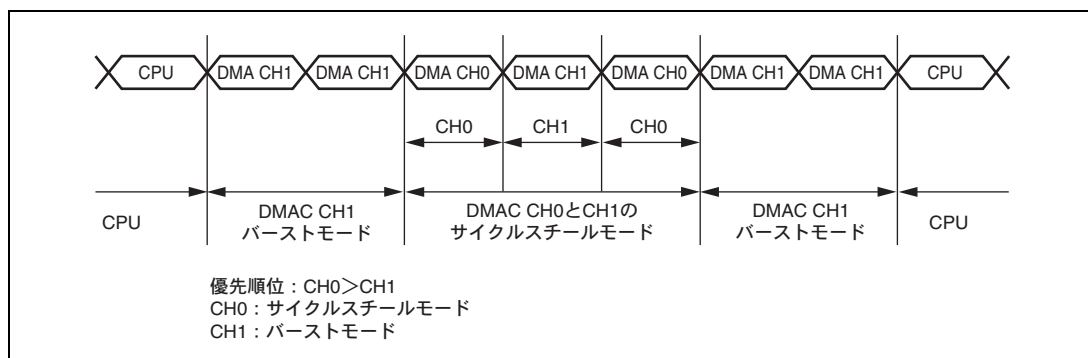 CPU DMA CH1 DMA CH1 DMA CH0 DMA CH1 DMA CH0 DMA CH1 DMA CH1 CPU
CH0 CH1 CH0
CPU DMAC CH1 DMAC CH0とCH1の DMAC CH1 CPU
バーストモード サイクルスチールモード バーストモード
優先順位：CH0＞CH1
CH0：サイクルスチールモード
CH1：バーストモード